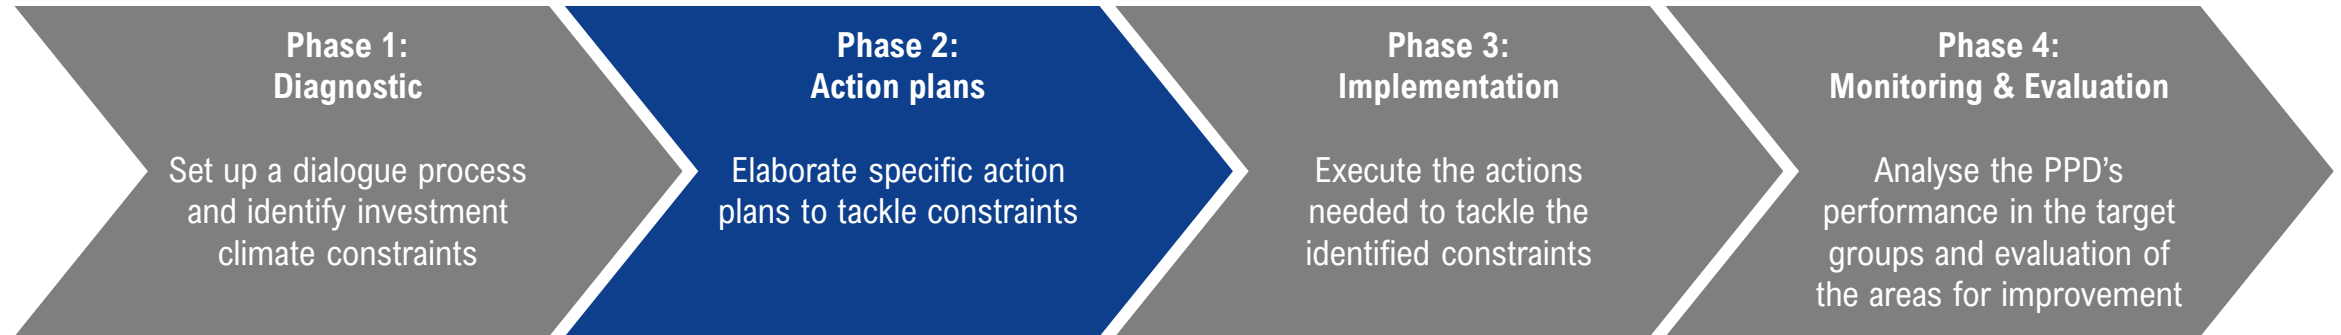 Phase 1:
Diagnostic
Set up a dialogue process
and identify investment
climate constraints
Phase 2:
Action plans
Elaborate specific action
plans to tackle constraints
Phase 3:
Implementation
Execute the actions
needed to tackle the
identified constraints
Phase 4:
Monitoring & Evaluation
Analyse the PPD’s
performance in the target
groups and evaluation of
the areas for improvement